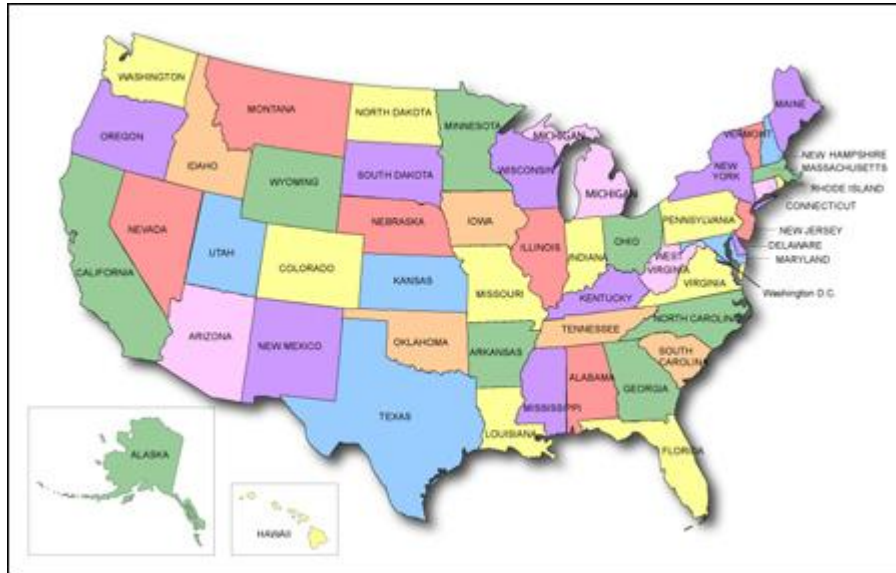 WASHINGTON
MONTANA
NORTH DAKOTA
MINNESOTA
MICHIGAN
MAINE
VERMONT
OREGON
IDAHO
WYOMING
SOUTH DAKOTA
WISCONSIN
MICHIGAN
NEW
YORK
NEW HAMPSHIRE
MASSACHUSETTS
RHODE ISLAND
CONNECTICUT
NEVADA
UTAH
COLORADO
NEBRASKA
IOWA
ILLINOIS
INDIANA
OHIO
PENNSYLVANIA
NEW JERSEY
DELAWARE
MARYLAND
Washington D.C.
CALIFORNIA
KANSAS
MISSOURI
KENTUCKY
WEST
VIRGINIA
VIRGINIA
ARIZONA
NEW MEXICO
OKLAHOMA
ARKANSAS
TENNESSEE
NORTH CAROLINA
SOUTH
CAROLINA
TEXAS
LOUISIANA
MISSISSIPPI
ALABAMA
GEORGIA
FLORIDA
ALASKA
HAWAII